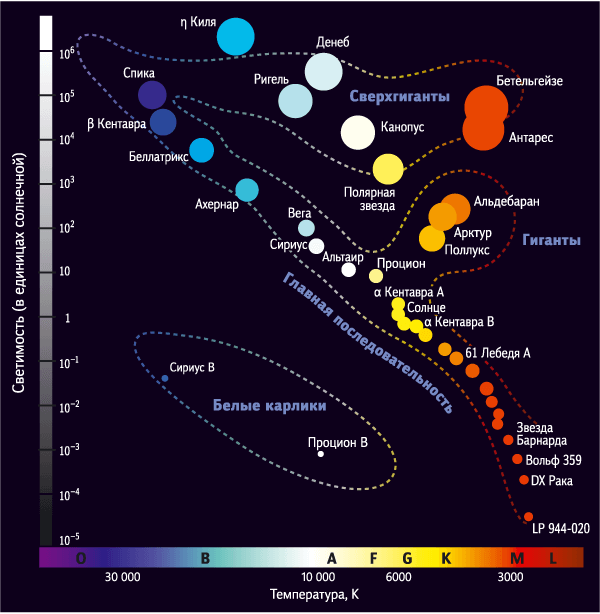 η Киля
Денеб
Спика
Ригель
Бетельгейзе
Сверхгиганты
β Кентавра
Канопус
Антарес
Беллатрикс
Полярная
звезда
Ахернар
Альдебаран
Вега
Арктур
Сириус
Поллукс
Гиганты
Альтаир
Процион
Главная последовательность
α Кентавра А
Солнце
α Кентавра В
61 Лебедя А
Сириус В
Белые карлики
Процион В
Звезда
Барнарда
Вольф 359
DX Рака
LP 944-020
Светимость (в единицах солнечной)
10⁶
10⁵
10⁴
10³
10²
10
1
10⁻¹
10⁻²
10⁻³
10⁻⁴
10⁻⁵
O B A F G K M L
30 000 10 000 6000 3000
Температура, К